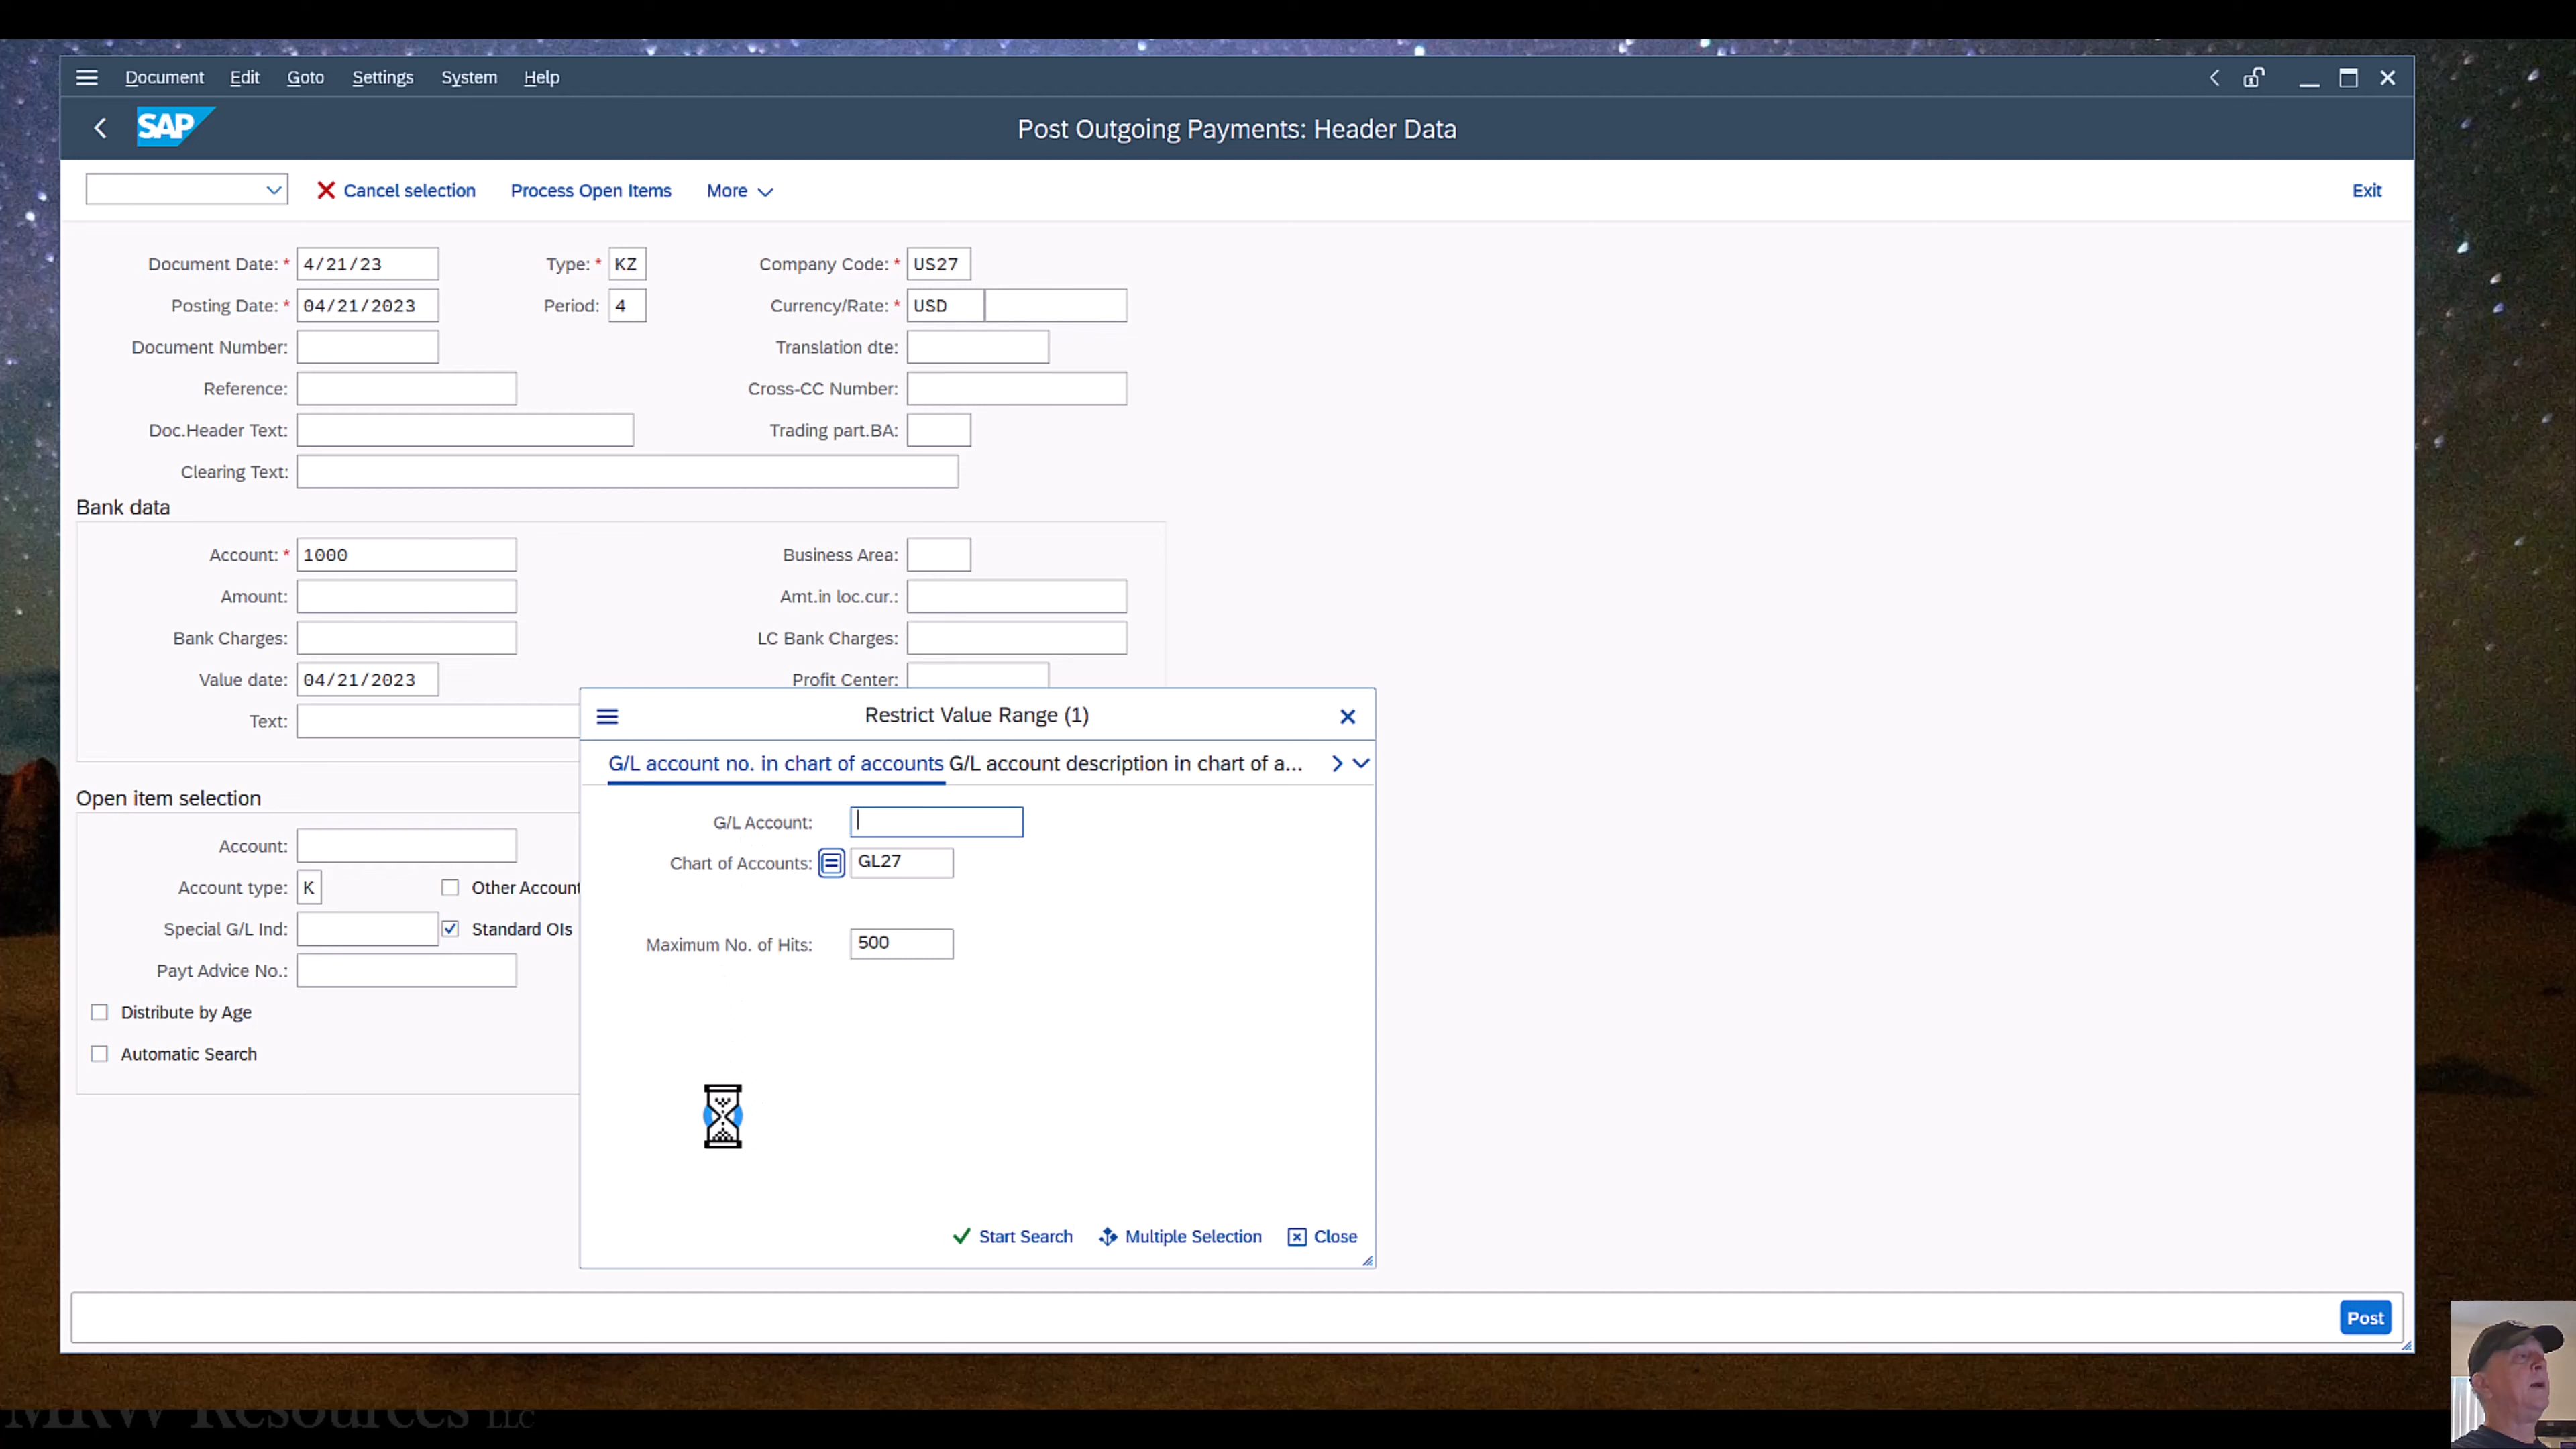 Document Edit Goto Settings System Help
SAP Post Outgoing Payments: Header Data
Cancel selection Process Open Items More Exit
Document Date: * 4/21/23 Type: * KZ Company Code: * US27
Posting Date: * 04/21/2023 Period: 4 Currency/Rate: * USD
Document Number: Translation dte:
Reference: Cross-CC Number:
Doc.Header Text: Trading part.BA:
Clearing Text:
Bank data
Account: * 1000 Business Area:
Amount: Amt.in loc.cur.:
Bank Charges: LC Bank Charges:
Value date: 04/21/2023 Profit Center:
Text:
Open item selection
Account:
Account type: K Other Account
Special G/L Ind: Standard OIs
Payt Advice No.:
Distribute by Age
Automatic Search
Restrict Value Range (1)
G/L account no. in chart of accounts G/L account description in chart of a...
G/L Account:
Chart of Accounts: GL27
Maximum No. of Hits: 500
Start Search Multiple Selection Close
Post
MRW Resources LLC